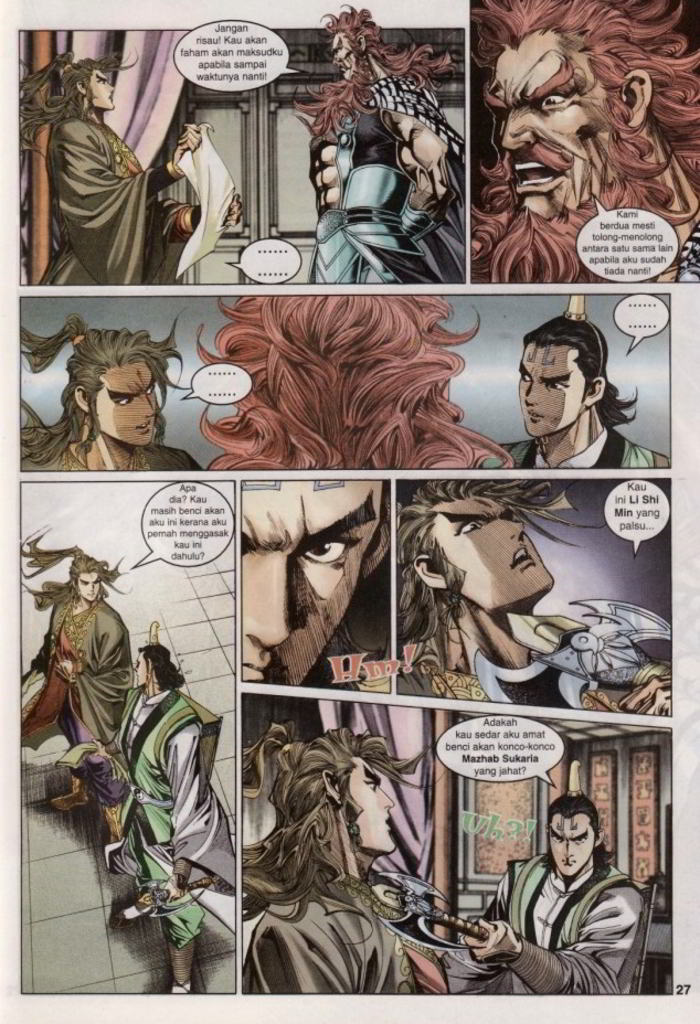 Jangan
risau! Kau akan
faham akan maksudku
apabila sampai
waktunya nanti!
......
......
Kami
berdua mesti
tolong-menolong
antara satu sama lain
apabila aku sudah
tiada nanti!
......
......
......
......
Apa
dia? Kau
masih benci akan
aku ini kerana aku
pernah menggasak
kau ini
dahulu?
Hm!
Kau
ini Li Shi
Min yang
palsu...
Adakah
kau sedar aku amat
benci akan konco-konco
Mazhab Sukaria
yang jahat?
Uh?!
27